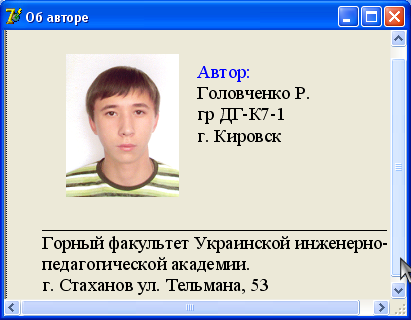 Об авторе
Автор:
Головченко Р.
гр ДГ-К7-1
г. Кировск
Горный факультет Украинской инженерно-
педагогической академии.
г. Стаханов ул. Тельмана, 53